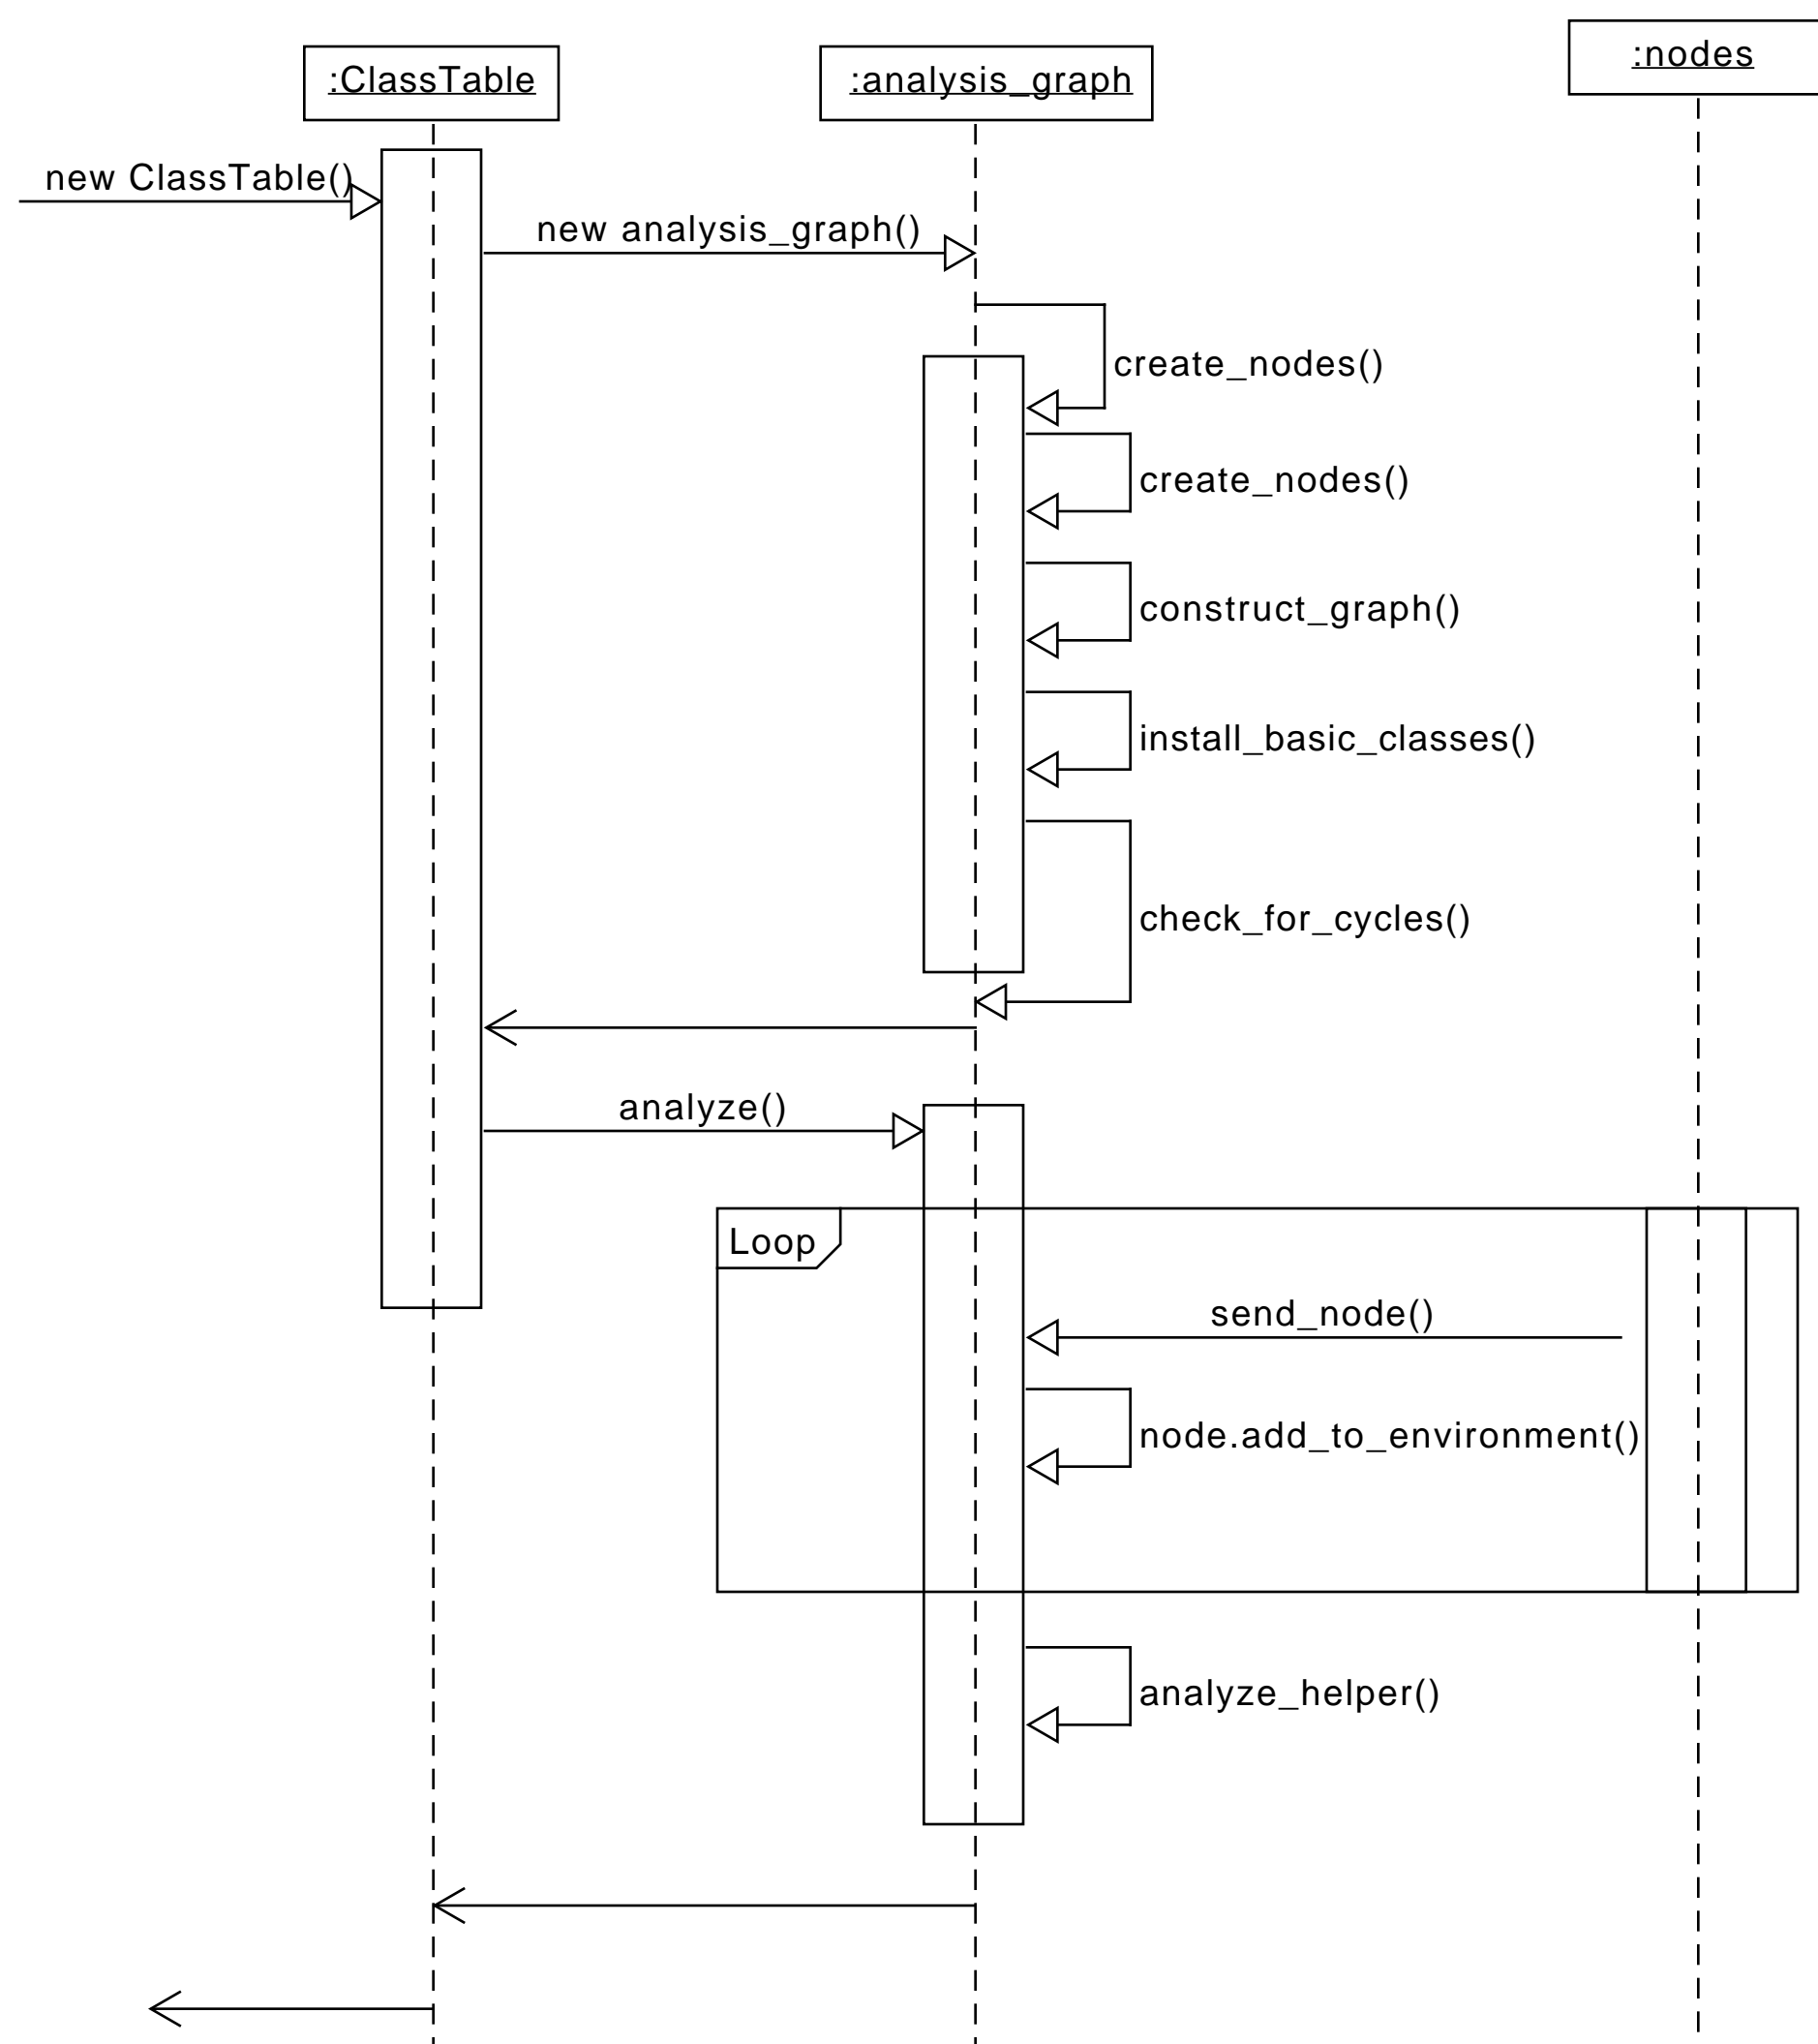 :nodes
:ClassTable
:analysis_graph
new ClassTable()
new analysis_graph()
create_nodes()
create_nodes()
construct_graph()
install_basic_classes()
check_for_cycles()
analyze()
Loop
send_node()
node.add_to_environment()
analyze_helper()